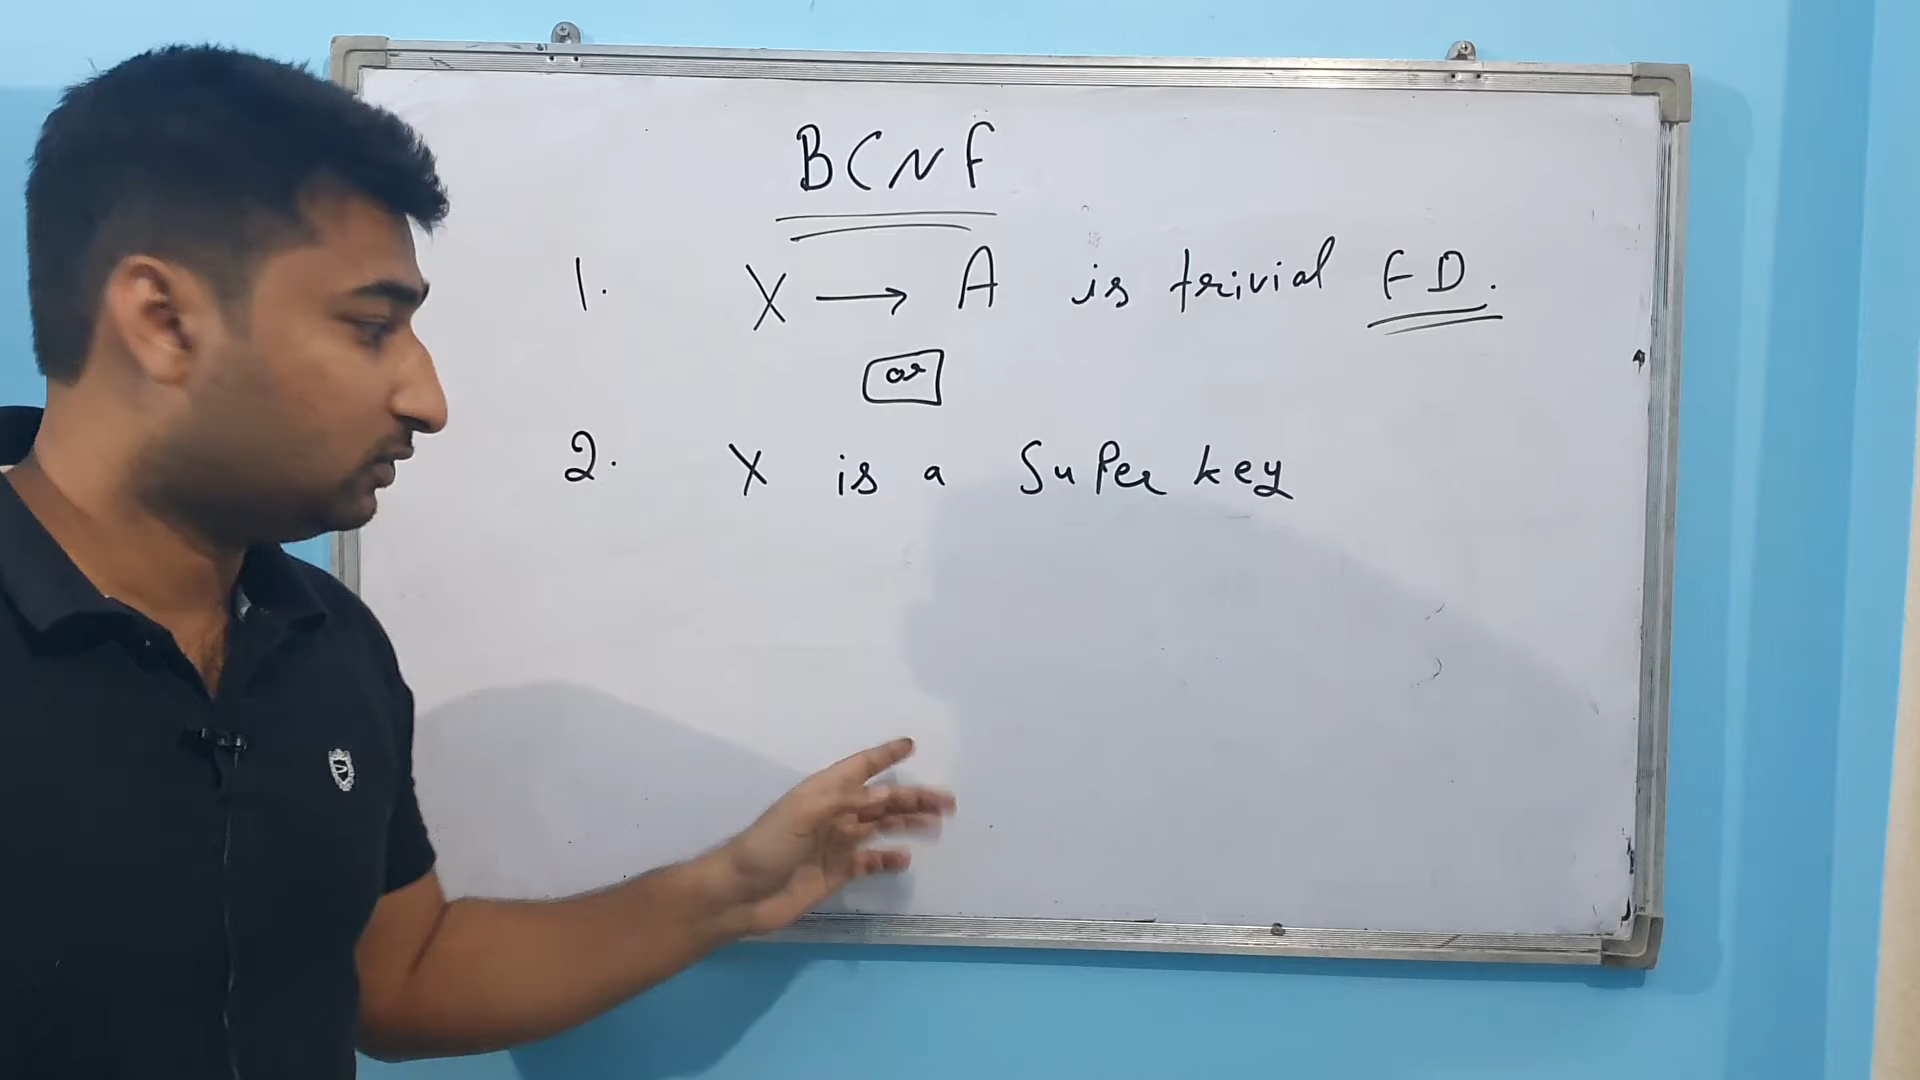 BCNF
1. X → A is trivial FD.
or
2. X is a Super key